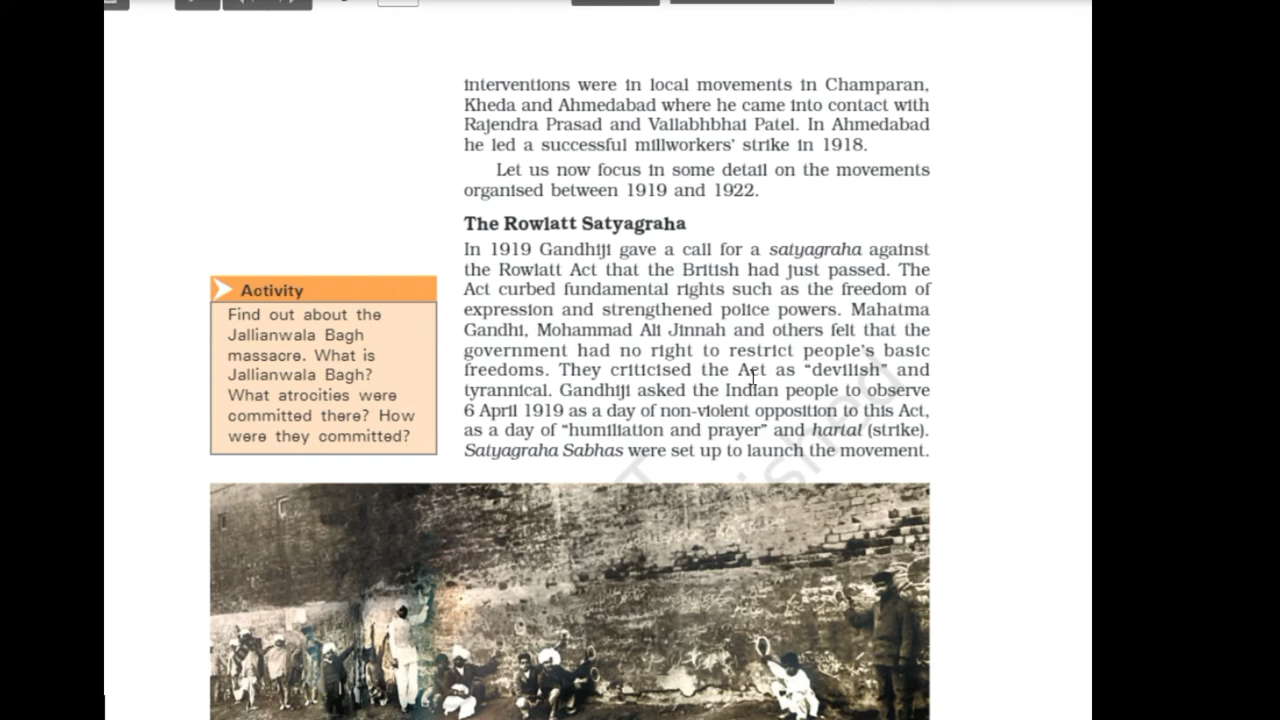 interventions were in local movements in Champaran,
Kheda and Ahmedabad where he came into contact with
Rajendra Prasad and Vallabhbhai Patel. In Ahmedabad
he led a successful millworkers' strike in 1918.
Let us now focus in some detail on the movements
organised between 1919 and 1922.
The Rowlatt Satyagraha
In 1919 Gandhiji gave a call for a satyagraha against
the Rowlatt Act that the British had just passed. The
Act curbed fundamental rights such as the freedom of
expression and strengthened police powers. Mahatma
Gandhi, Mohammad Ali Jinnah and others felt that the
government had no right to restrict people's basic
freedoms. They criticised the Act as “devilish” and
tyrannical. Gandhiji asked the Indian people to observe
6 April 1919 as a day of non-violent opposition to this Act,
as a day of “humiliation and prayer” and hartal (strike).
Satyagraha Sabhas were set up to launch the movement.
Activity
Find out about the
Jallianwala Bagh
massacre. What is
Jallianwala Bagh?
What atrocities were
committed there? How
were they committed?